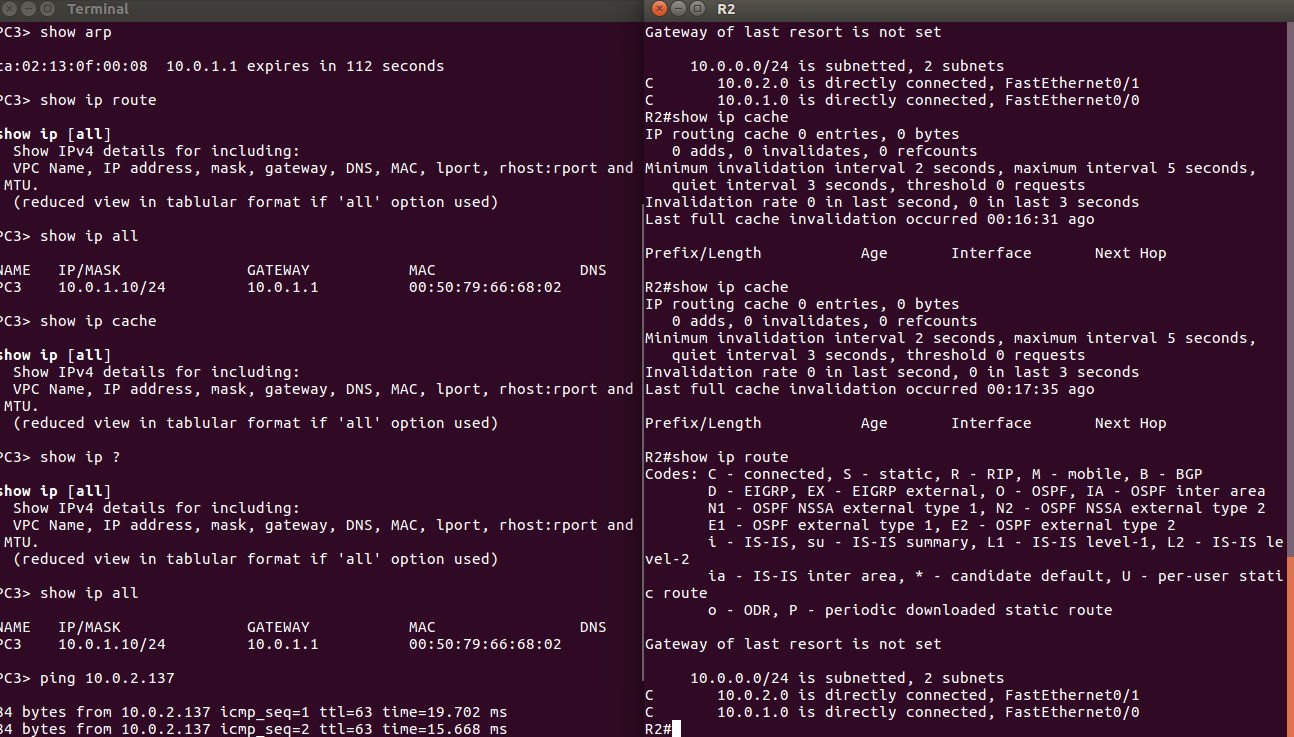 Terminal
PC3> show arp
ca:02:13:0f:00:08  10.0.1.1 expires in 112 seconds
PC3> show ip route
show ip [all]
  Show IPv4 details for including:
  VPC Name, IP address, mask, gateway, DNS, MAC, lport, rhost:rport and
 MTU.
  (reduced view in tablular format if 'all' option used)
PC3> show ip all
NAME   IP/MASK              GATEWAY           MAC                DNS
PC3    10.0.1.10/24         10.0.1.1          00:50:79:66:68:02
PC3> show ip cache
show ip [all]
  Show IPv4 details for including:
  VPC Name, IP address, mask, gateway, DNS, MAC, lport, rhost:rport and
 MTU.
  (reduced view in tablular format if 'all' option used)
PC3> show ip ?
show ip [all]
  Show IPv4 details for including:
  VPC Name, IP address, mask, gateway, DNS, MAC, lport, rhost:rport and
 MTU.
  (reduced view in tablular format if 'all' option used)
PC3> show ip all
NAME   IP/MASK              GATEWAY           MAC                DNS
PC3    10.0.1.10/24         10.0.1.1          00:50:79:66:68:02
PC3> ping 10.0.2.137
84 bytes from 10.0.2.137 icmp_seq=1 ttl=63 time=19.702 ms
84 bytes from 10.0.2.137 icmp_seq=2 ttl=63 time=15.668 ms
R2
Gateway of last resort is not set
     10.0.0.0/24 is subnetted, 2 subnets
C       10.0.2.0 is directly connected, FastEthernet0/1
C       10.0.1.0 is directly connected, FastEthernet0/0
R2#show ip cache
IP routing cache 0 entries, 0 bytes
   0 adds, 0 invalidates, 0 refcounts
Minimum invalidation interval 2 seconds, maximum interval 5 seconds,
   quiet interval 3 seconds, threshold 0 requests
Invalidation rate 0 in last second, 0 in last 3 seconds
Last full cache invalidation occurred 00:16:31 ago
Prefix/Length           Age       Interface       Next Hop
R2#show ip cache
IP routing cache 0 entries, 0 bytes
   0 adds, 0 invalidates, 0 refcounts
Minimum invalidation interval 2 seconds, maximum interval 5 seconds,
   quiet interval 3 seconds, threshold 0 requests
Invalidation rate 0 in last second, 0 in last 3 seconds
Last full cache invalidation occurred 00:17:35 ago
Prefix/Length           Age       Interface       Next Hop
R2#show ip route
Codes: C - connected, S - static, R - RIP, M - mobile, B - BGP
       D - EIGRP, EX - EIGRP external, O - OSPF, IA - OSPF inter area
       N1 - OSPF NSSA external type 1, N2 - OSPF NSSA external type 2
       E1 - OSPF external type 1, E2 - OSPF external type 2
       i - IS-IS, su - IS-IS summary, L1 - IS-IS level-1, L2 - IS-IS le
vel-2
       ia - IS-IS inter area, * - candidate default, U - per-user stati
c route
       o - ODR, P - periodic downloaded static route
Gateway of last resort is not set
     10.0.0.0/24 is subnetted, 2 subnets
C       10.0.2.0 is directly connected, FastEthernet0/1
C       10.0.1.0 is directly connected, FastEthernet0/0
R2#